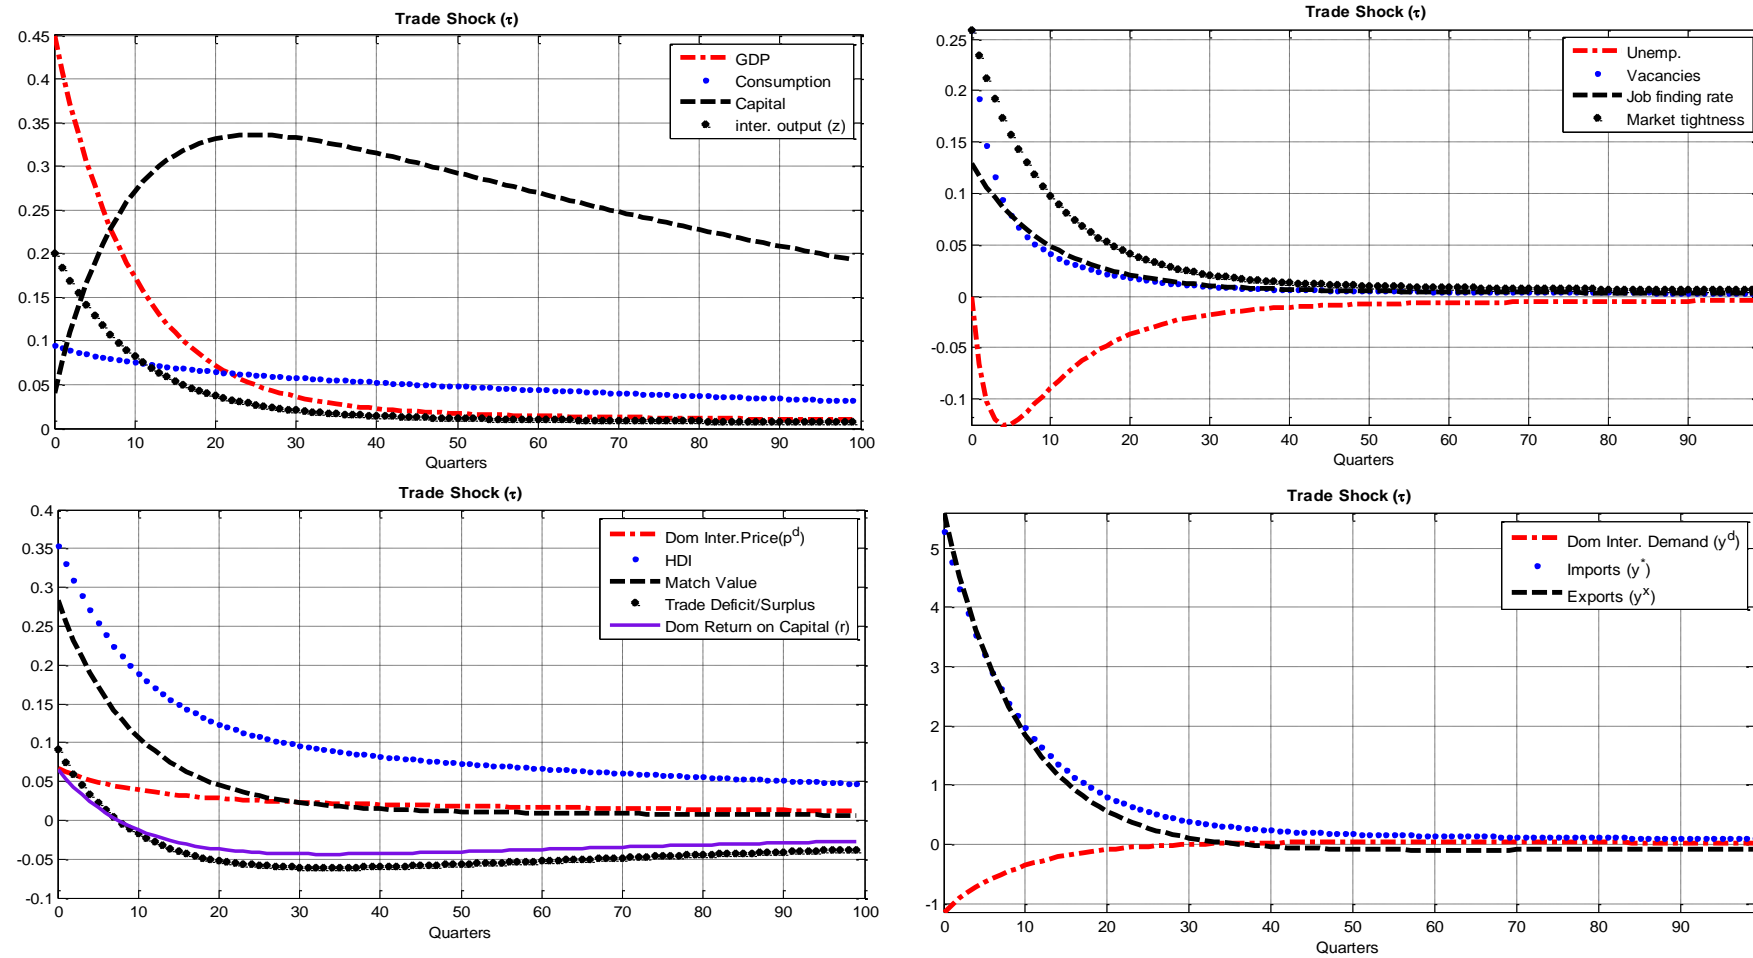 Trade Shock (τ)
0.45
0.4
0.35
0.3
0.25
0.2
0.15
0.1
0.05
0
GDP
Consumption
Capital
inter. output (z)
0 10 20 30 40 50 60 70 80 90 100
Quarters
Trade Shock (τ)
0.25
0.2
0.15
0.1
0.05
0
-0.05
-0.1
Unemp.
Vacancies
Job finding rate
Market tightness
0 10 20 30 40 50 60 70 80 90
Quarters
Trade Shock (τ)
0.4
0.35
0.3
0.25
0.2
0.15
0.1
0.05
0
-0.05
-0.1
Dom Inter.Price(p^d)
HDI
Match Value
Trade Deficit/Surplus
Dom Return on Capital (r)
0 10 20 30 40 50 60 70 80 90 100
Quarters
Trade Shock (τ)
5
4
3
2
1
0
-1
Dom Inter. Demand (y^d)
Imports (y^*)
Exports (y^x)
0 10 20 30 40 50 60 70 80 90
Quarters